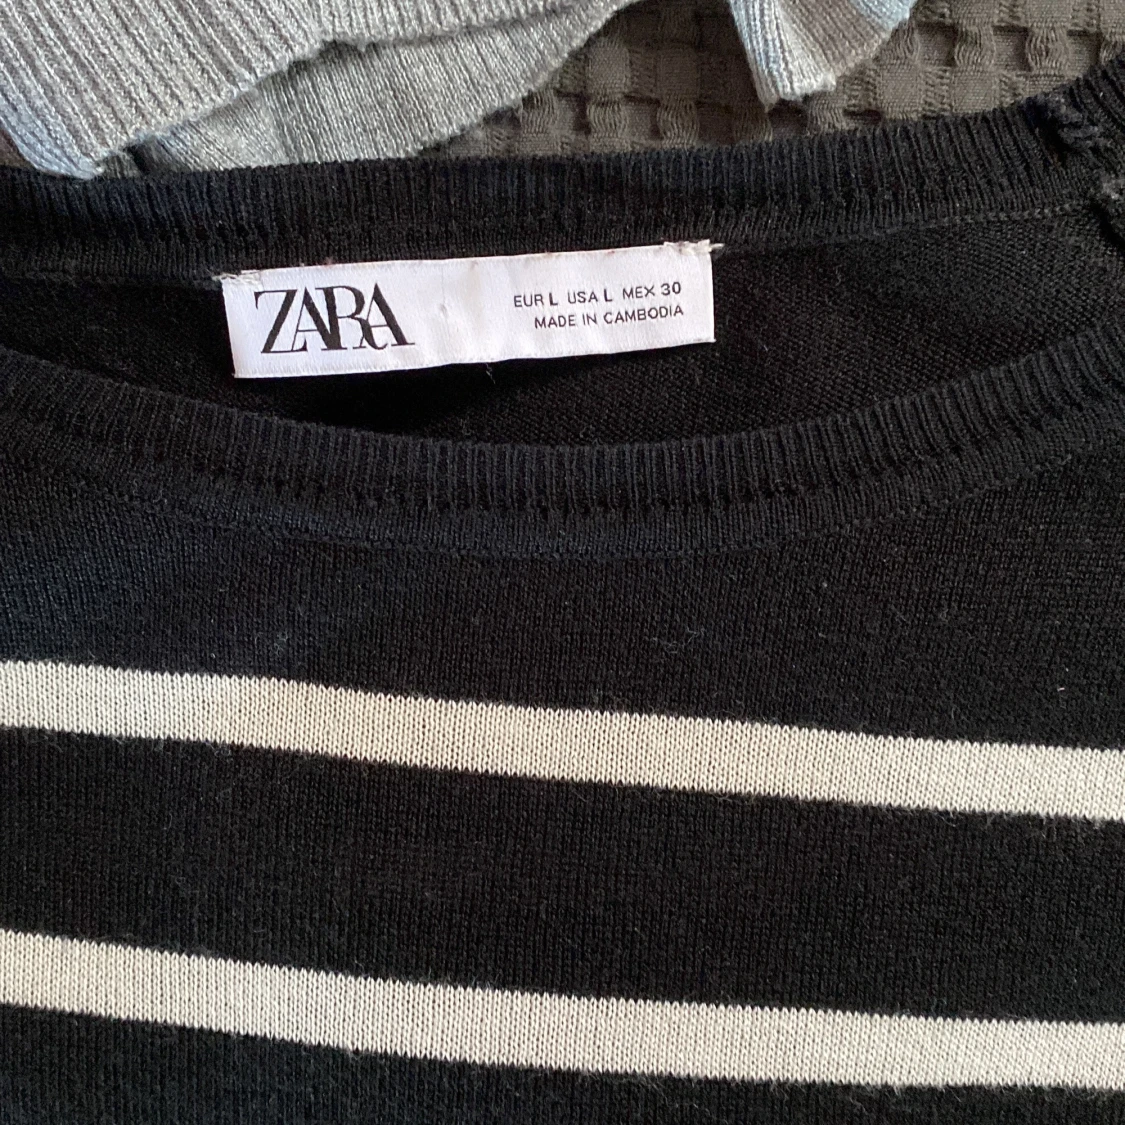 ZARA
EUR L USA L MEX 30
MADE IN CAMBODIA